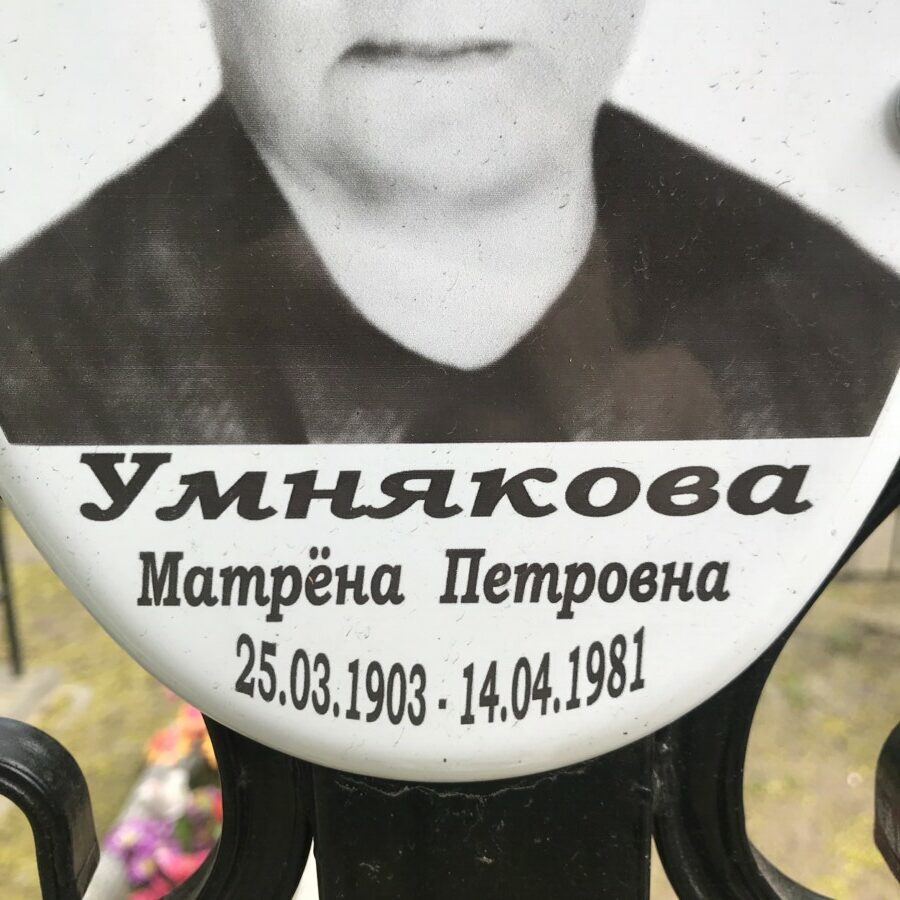 Умнякова
Матрёна Петровна
25.03.1903 - 14.04.1981